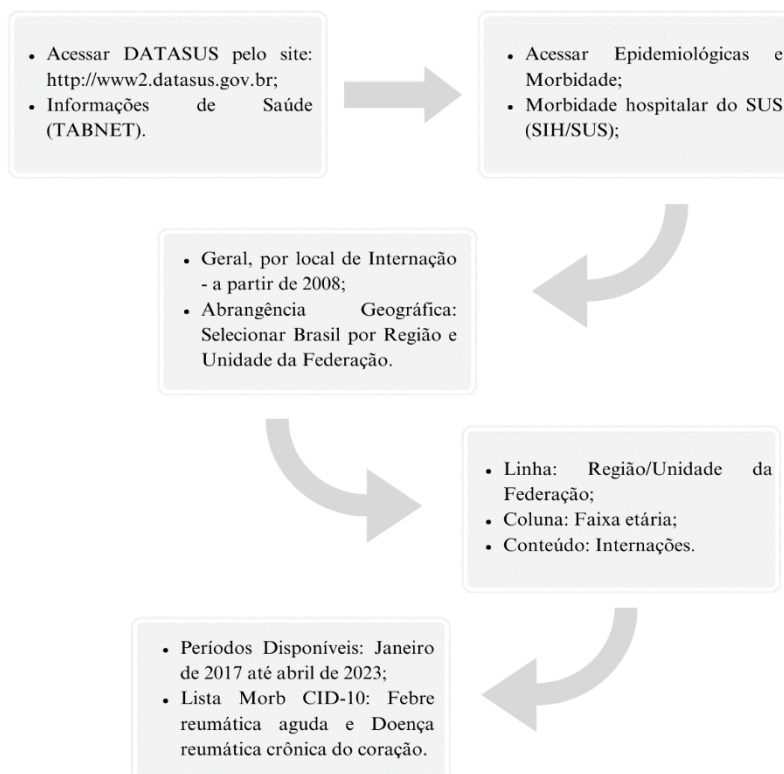 • Acessar DATASUS pelo site:
http://www2.datasus.gov.br;
• Informações de Saúde
(TABNET).
• Acessar Epidemiológicas e
Morbidade;
• Morbidade hospitalar do SUS
(SIH/SUS);
• Geral, por local de Internação
- a partir de 2008;
• Abrangência Geográfica:
Selecionar Brasil por Região e
Unidade da Federação.
• Linha: Região/Unidade da
Federação;
• Coluna: Faixa etária;
• Conteúdo: Internações.
• Períodos Disponíveis: Janeiro
de 2017 até abril de 2023;
• Lista Morb CID-10: Febre
reumática aguda e Doença
reumática crônica do coração.